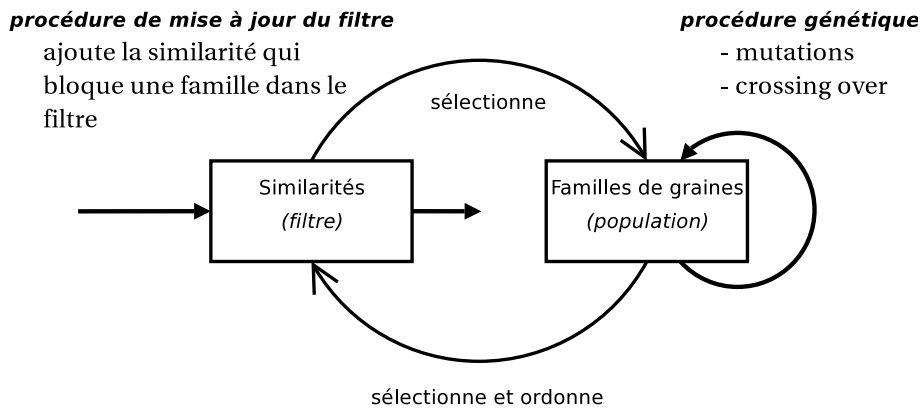 procédure de mise à jour du filtre
ajoute la similarité qui
bloque une famille dans le
filtre
procédure génétique
- mutations
- crossing over
sélectionne
Similarités
(filtre)
Familles de graines
(population)
sélectionne et ordonne